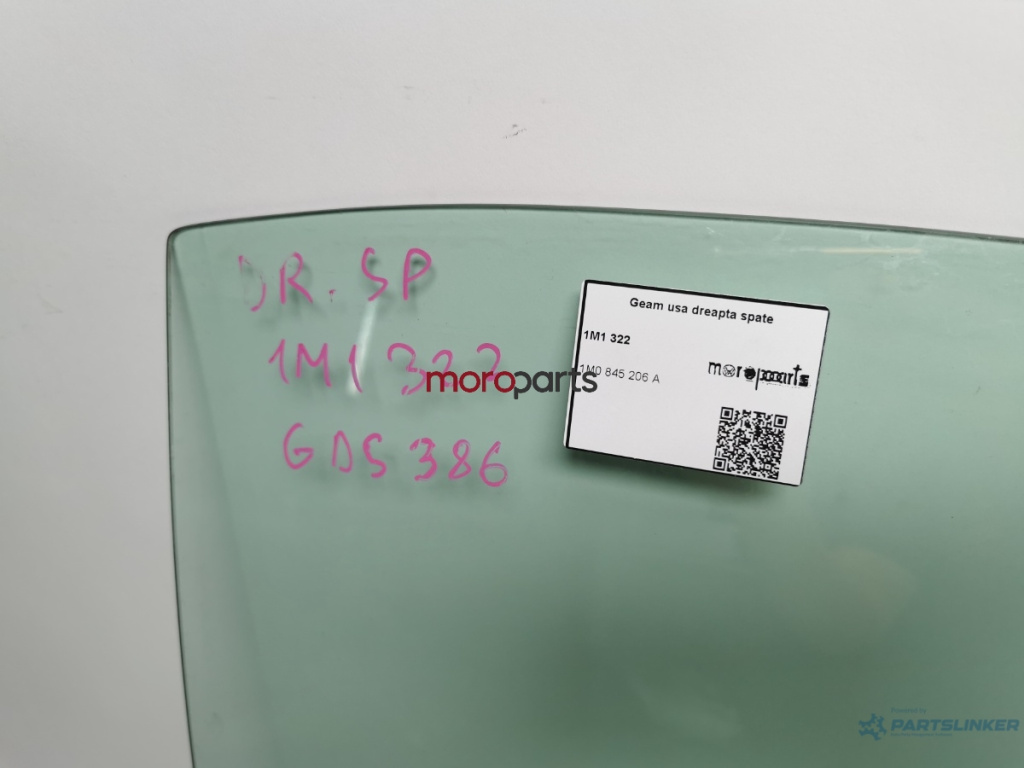 DR. SP
1M1 322
GDS 386
moroparts
Geam usa dreapta spate
1M1 322
1M0 845 206 A
moroparts
PARTSLINKER